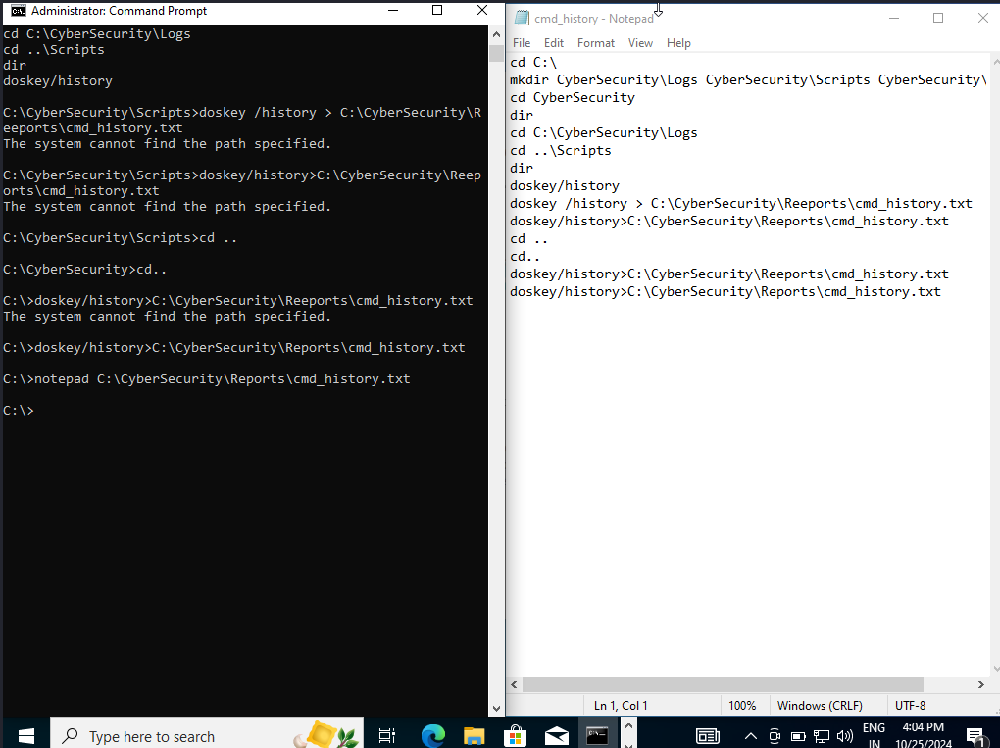 Administrator: Command Prompt
cd C:\CyberSecurity\Logs
cd ..\Scripts
dir
doskey/history
C:\CyberSecurity\Scripts>doskey /history > C:\CyberSecurity\R
eeports\cmd_history.txt
The system cannot find the path specified.
C:\CyberSecurity\Scripts>doskey/history>C:\CyberSecurity\Reep
orts\cmd_history.txt
The system cannot find the path specified.
C:\CyberSecurity\Scripts>cd ..
C:\CyberSecurity>cd..
C:\>doskey/history>C:\CyberSecurity\Reeports\cmd_history.txt
The system cannot find the path specified.
C:\>doskey/history>C:\CyberSecurity\Reports\cmd_history.txt
C:\>notepad C:\CyberSecurity\Reports\cmd_history.txt
C:\>
cmd_history - Notepad
File Edit Format View Help
cd C:\
mkdir CyberSecurity\Logs CyberSecurity\Scripts CyberSecurity\
cd CyberSecurity
dir
cd C:\CyberSecurity\Logs
cd ..\Scripts
dir
doskey/history
doskey /history > C:\CyberSecurity\Reeports\cmd_history.txt
doskey/history>C:\CyberSecurity\Reeports\cmd_history.txt
cd ..
cd..
doskey/history>C:\CyberSecurity\Reeports\cmd_history.txt
doskey/history>C:\CyberSecurity\Reports\cmd_history.txt
Ln 1, Col 1 100% Windows (CRLF) UTF-8
Type here to search
ENG
IN
4:04 PM
10/25/2024
1